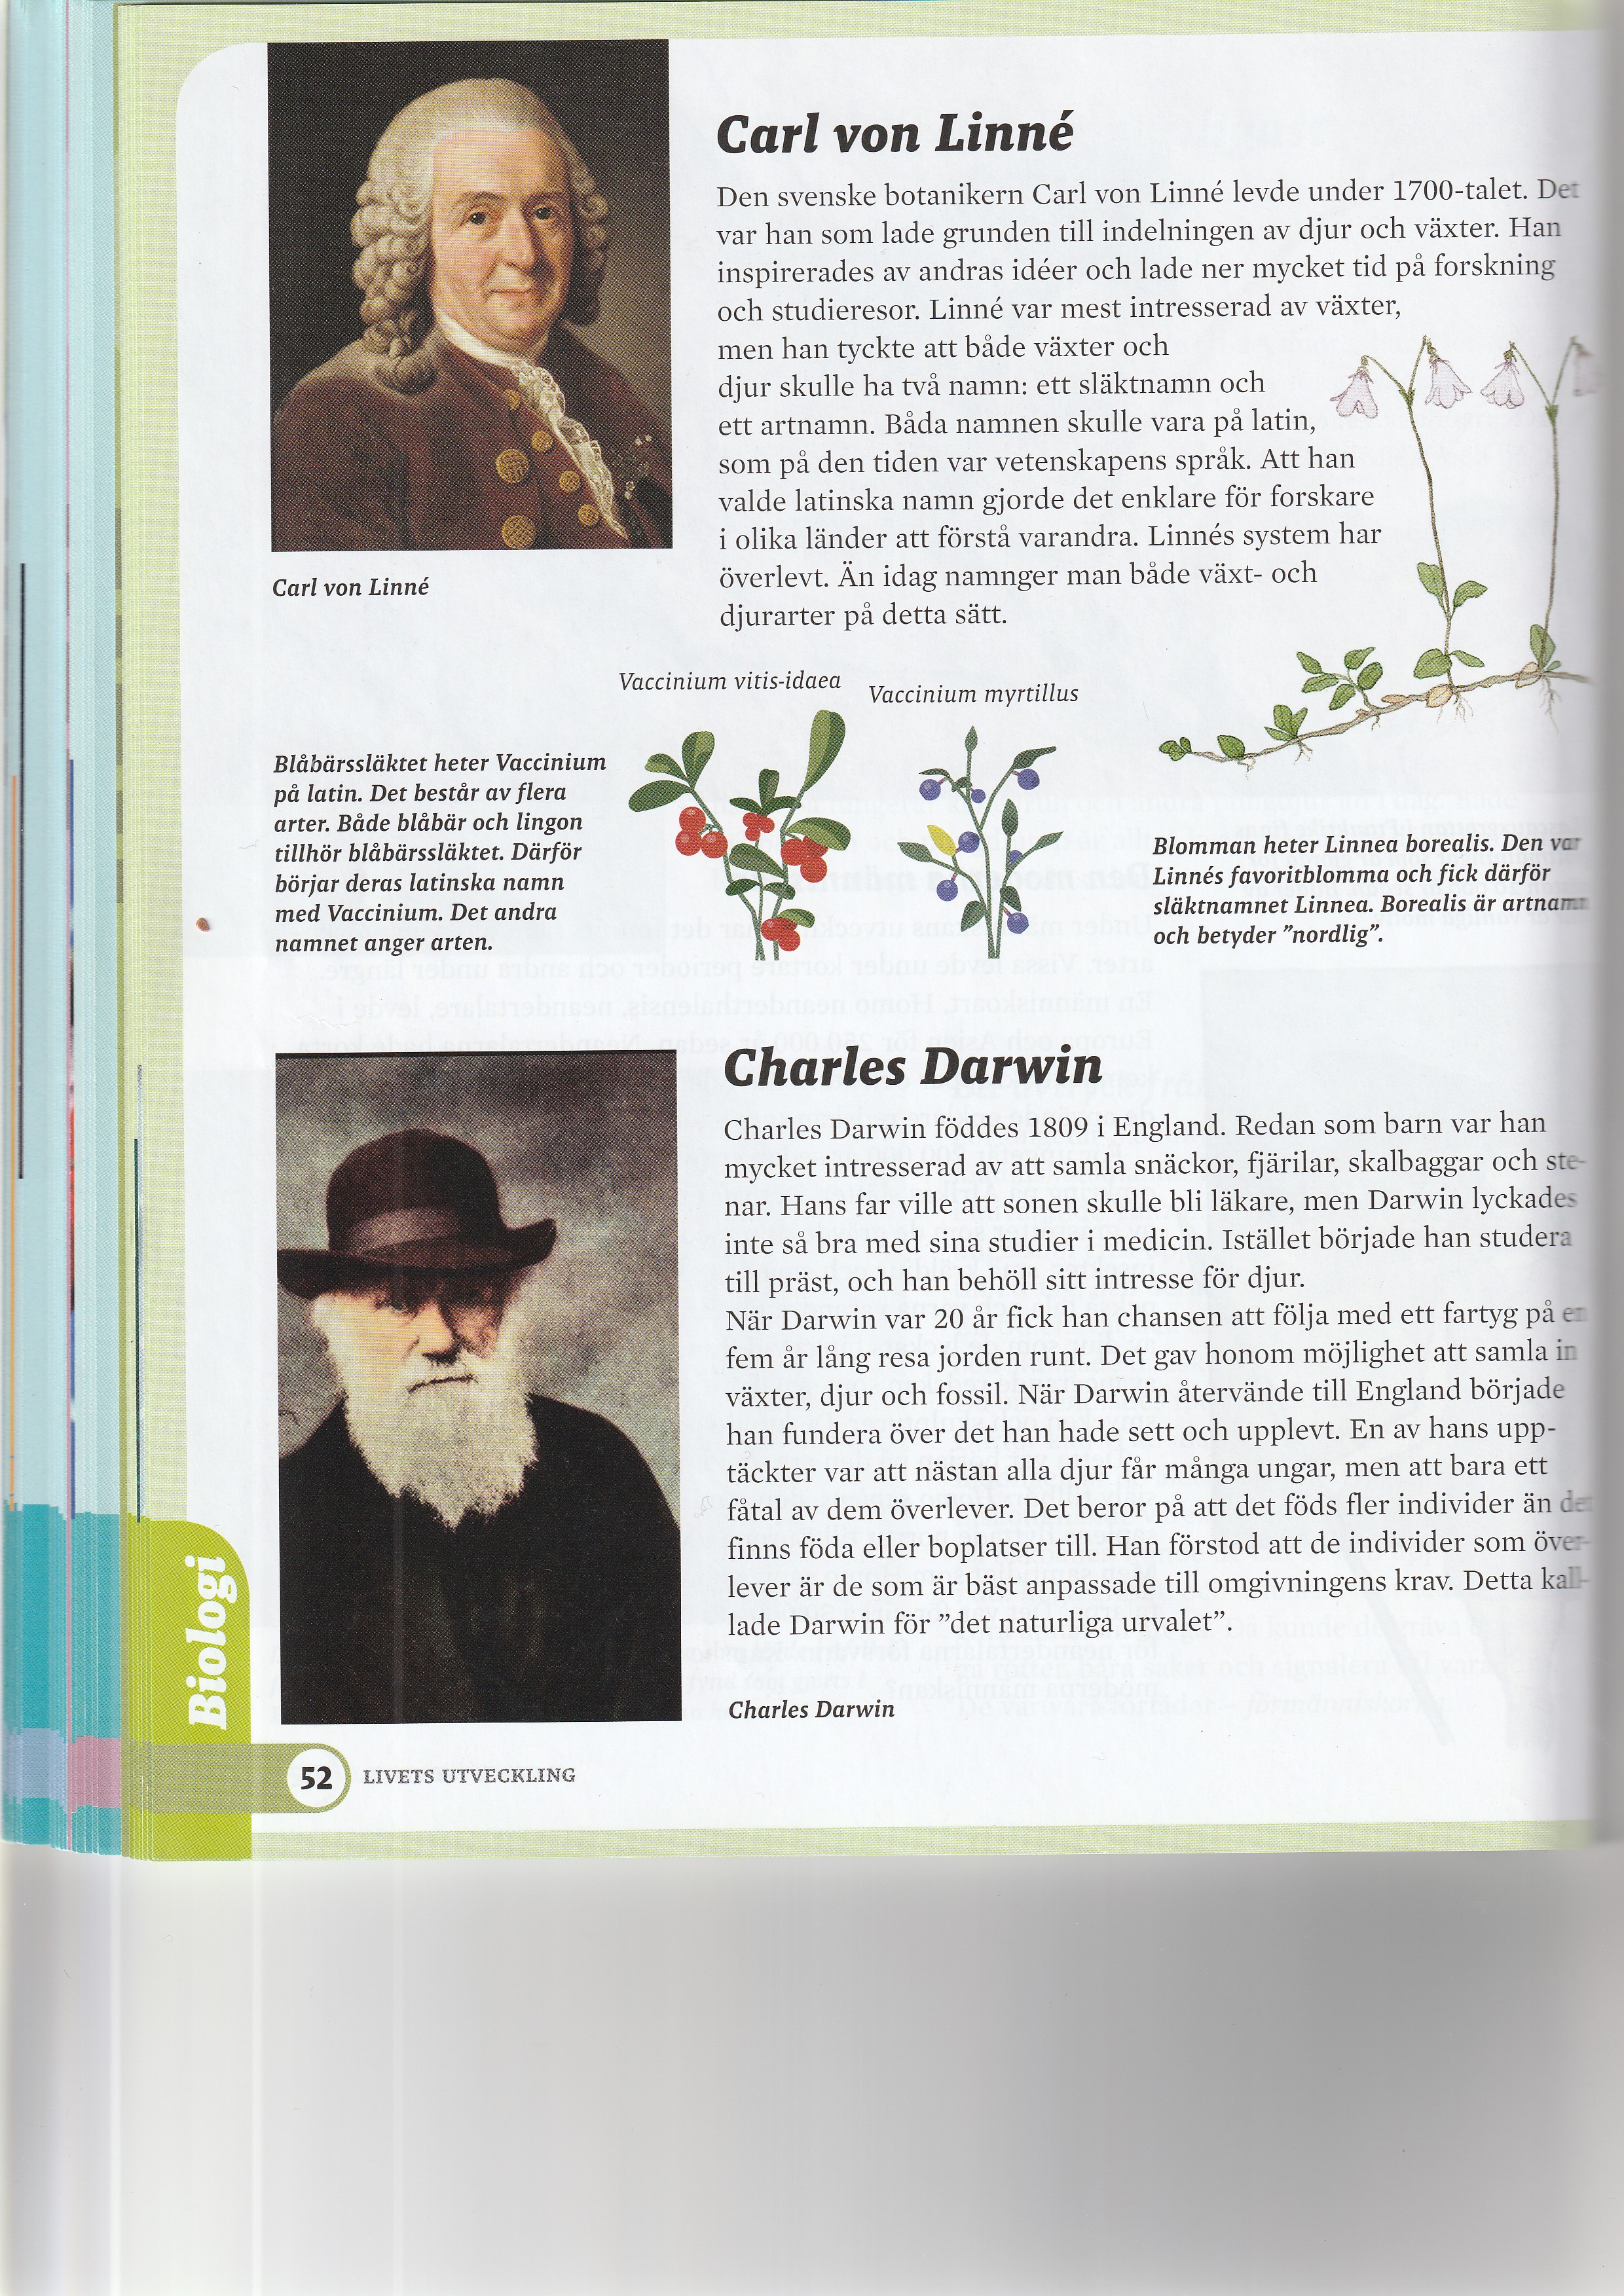 Carl von Linné
Den svenske botanikern Carl von Linné levde under 1700-talet. Det
var han som lade grunden till indelningen av djur och växter. Han
inspirerades av andras idéer och lade ner mycket tid på forskning
och studieresor. Linné var mest intresserad av växter,
men han tyckte att både växter och
djur skulle ha två namn: ett släktnamn och
ett artnamn. Båda namnen skulle vara på latin,
som på den tiden var vetenskapens språk. Att han
valde latinska namn gjorde det enklare för forskare
i olika länder att förstå varandra. Linnés system har
överlevt. Än idag namnger man både växt- och
djurarter på detta sätt.
Carl von Linné
Vaccinium vitis-idaea
Vaccinium myrtillus
Blåbärssläktet heter Vaccinium
på latin. Det består av flera
arter. Både blåbär och lingon
tillhör blåbärssläktet. Därför
börjar deras latinska namn
med Vaccinium. Det andra
namnet anger arten.
Blomman heter Linnea borealis. Den var
Linnés favoritblomma och fick därför
släktnamnet Linnea. Borealis är artnamn
och betyder ”nordlig”.
Charles Darwin
Charles Darwin föddes 1809 i England. Redan som barn var han
mycket intresserad av att samla snäckor, fjärilar, skalbaggar och ste-
nar. Hans far ville att sonen skulle bli läkare, men Darwin lyckades
inte så bra med sina studier i medicin. Istället började han studera
till präst, och han behöll sitt intresse för djur.
När Darwin var 20 år fick han chansen att följa med ett fartyg på en
fem år lång resa jorden runt. Det gav honom möjlighet att samla in
växter, djur och fossil. När Darwin återvände till England började
han fundera över det han hade sett och upplevt. En av hans upp-
täckter var att nästan alla djur får många ungar, men att bara ett
fåtal av dem överlever. Det beror på att det föds fler individer än det
finns föda eller boplatser till. Han förstod att de individer som över-
lever är de som är bäst anpassade till omgivningens krav. Detta kal-
lade Darwin för ”det naturliga urvalet”.
Charles Darwin
Biologi
52 LIVETS UTVECKLING